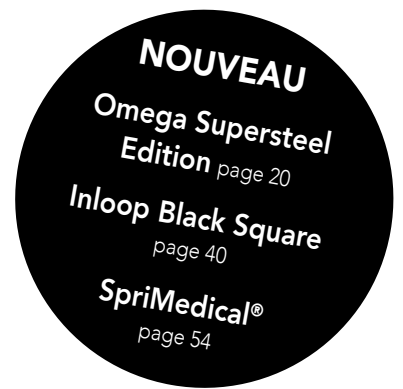 NOUVEAU
Omega Supersteel
Edition page 20
Inloop Black Square
page 40
SpriMedical®
page 54